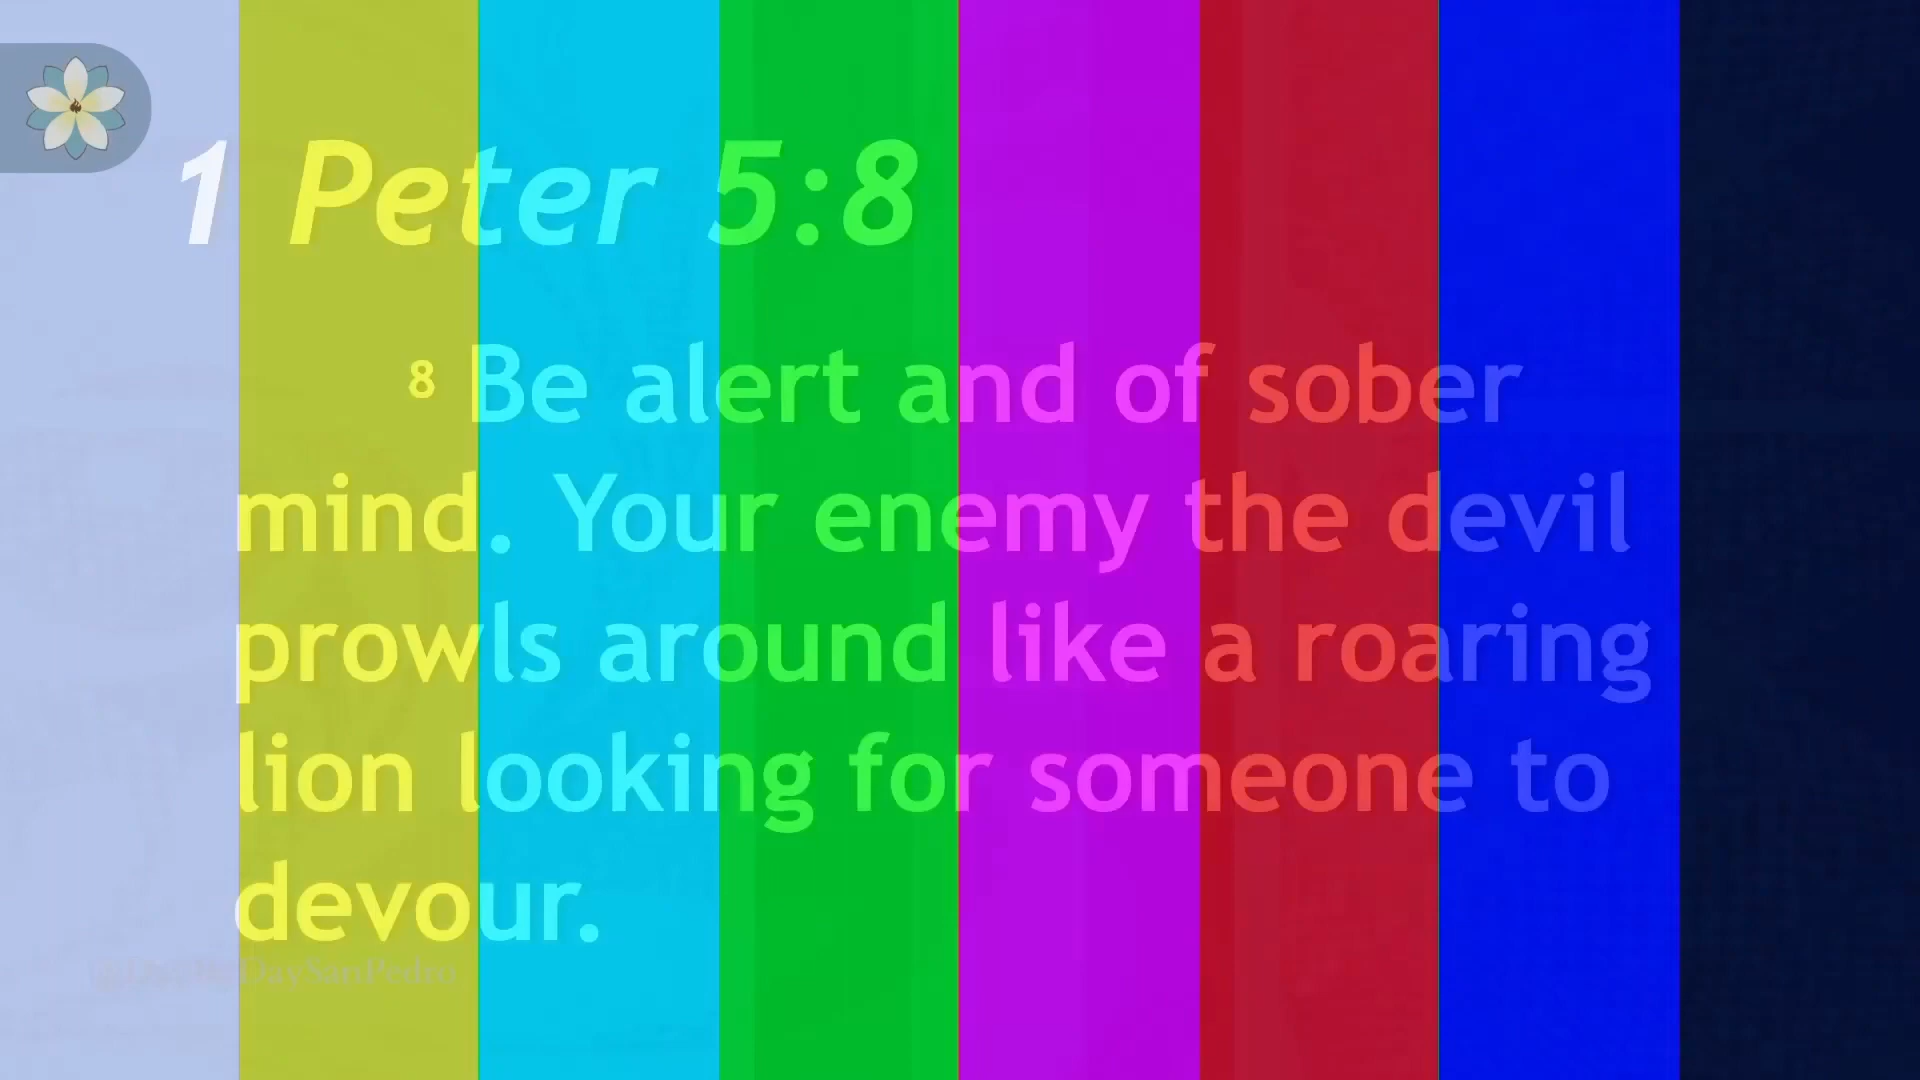 1 Peter 5:8
8 Be alert and of sober
mind. Your enemy the devil
prowls around like a roaring
lion looking for someone to
devour.